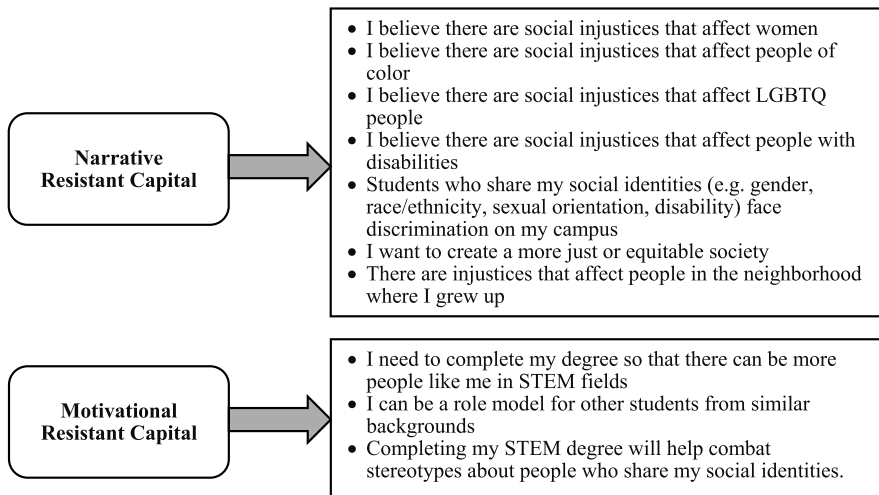 • I believe there are social injustices that affect women
• I believe there are social injustices that affect people of
color
• I believe there are social injustices that affect LGBTQ
people
• I believe there are social injustices that affect people with
disabilities
• Students who share my social identities (e.g. gender,
race/ethnicity, sexual orientation, disability) face
discrimination on my campus
• I want to create a more just or equitable society
• There are injustices that affect people in the neighborhood
where I grew up
Narrative
Resistant Capital
• I need to complete my degree so that there can be more
people like me in STEM fields
• I can be a role model for other students from similar
backgrounds
• Completing my STEM degree will help combat
stereotypes about people who share my social identities.
Motivational
Resistant Capital